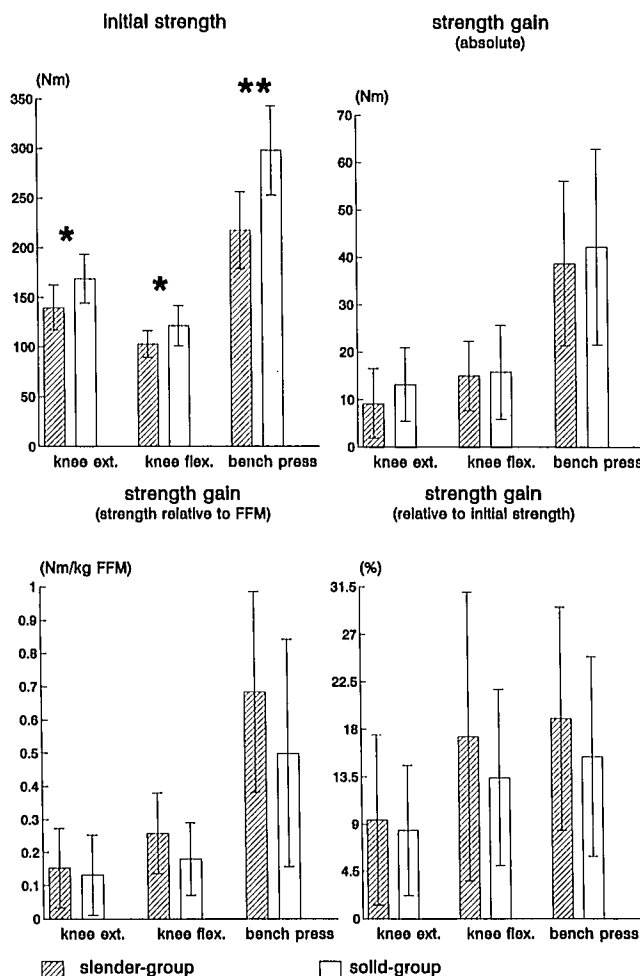 initial strength
(Nm)
350
300
250
200
150
100
50
0
*
*
**
knee ext. knee flex. bench press
strength gain
(absolute)
(Nm)
70
60
50
40
30
20
10
0
knee ext. knee flex. bench press
strength gain
(strength relative to FFM)
(Nm/kg FFM)
1
0.9
0.8
0.7
0.6
0.5
0.4
0.3
0.2
0.1
0
knee ext. knee flex. bench press
strength gain
(relative to initial strength)
(%)
31.5
27
22.5
18
13.5
9
4.5
0
knee ext. knee flex. bench press
slender-group solid-group